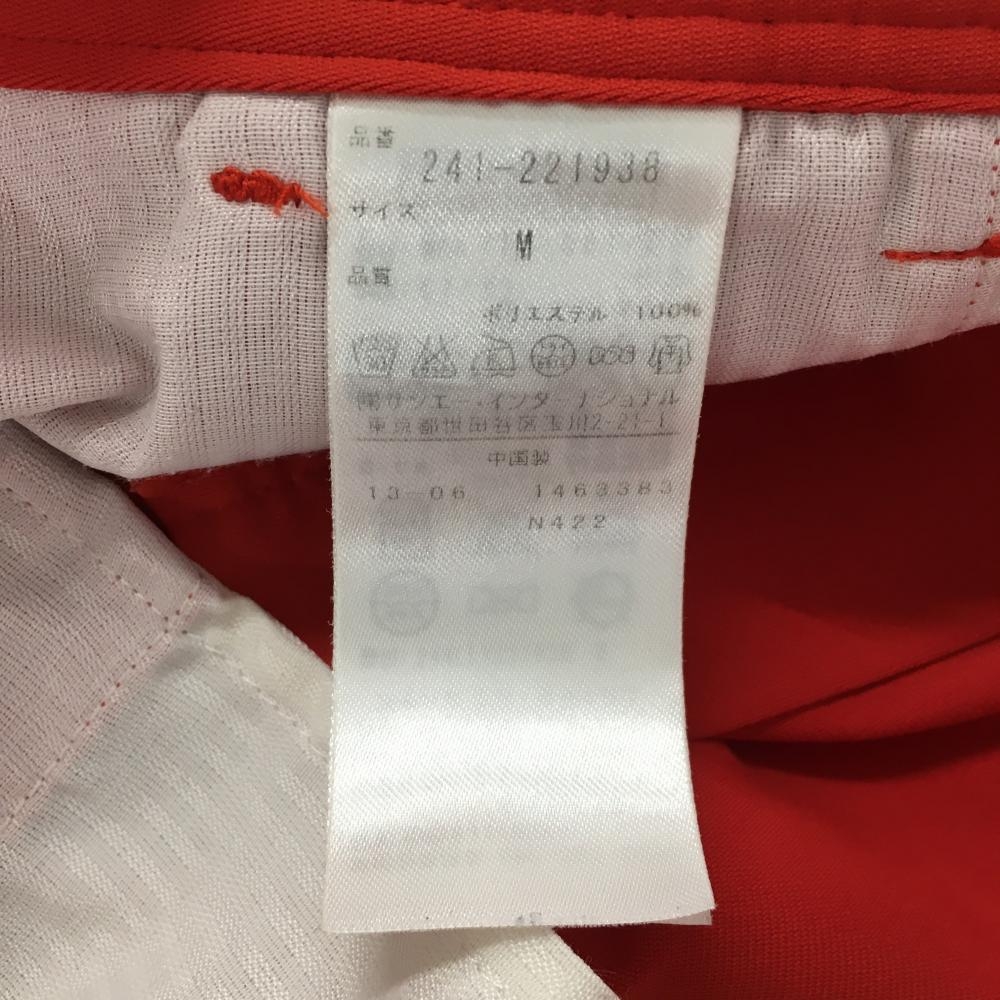 品番
241-221938
サイズ
M
品質
ポリエステル 100%
㈱サンエー・インターナショナル
東京都世田谷区玉川2-21-1
中国製
13-06 1463383
N422